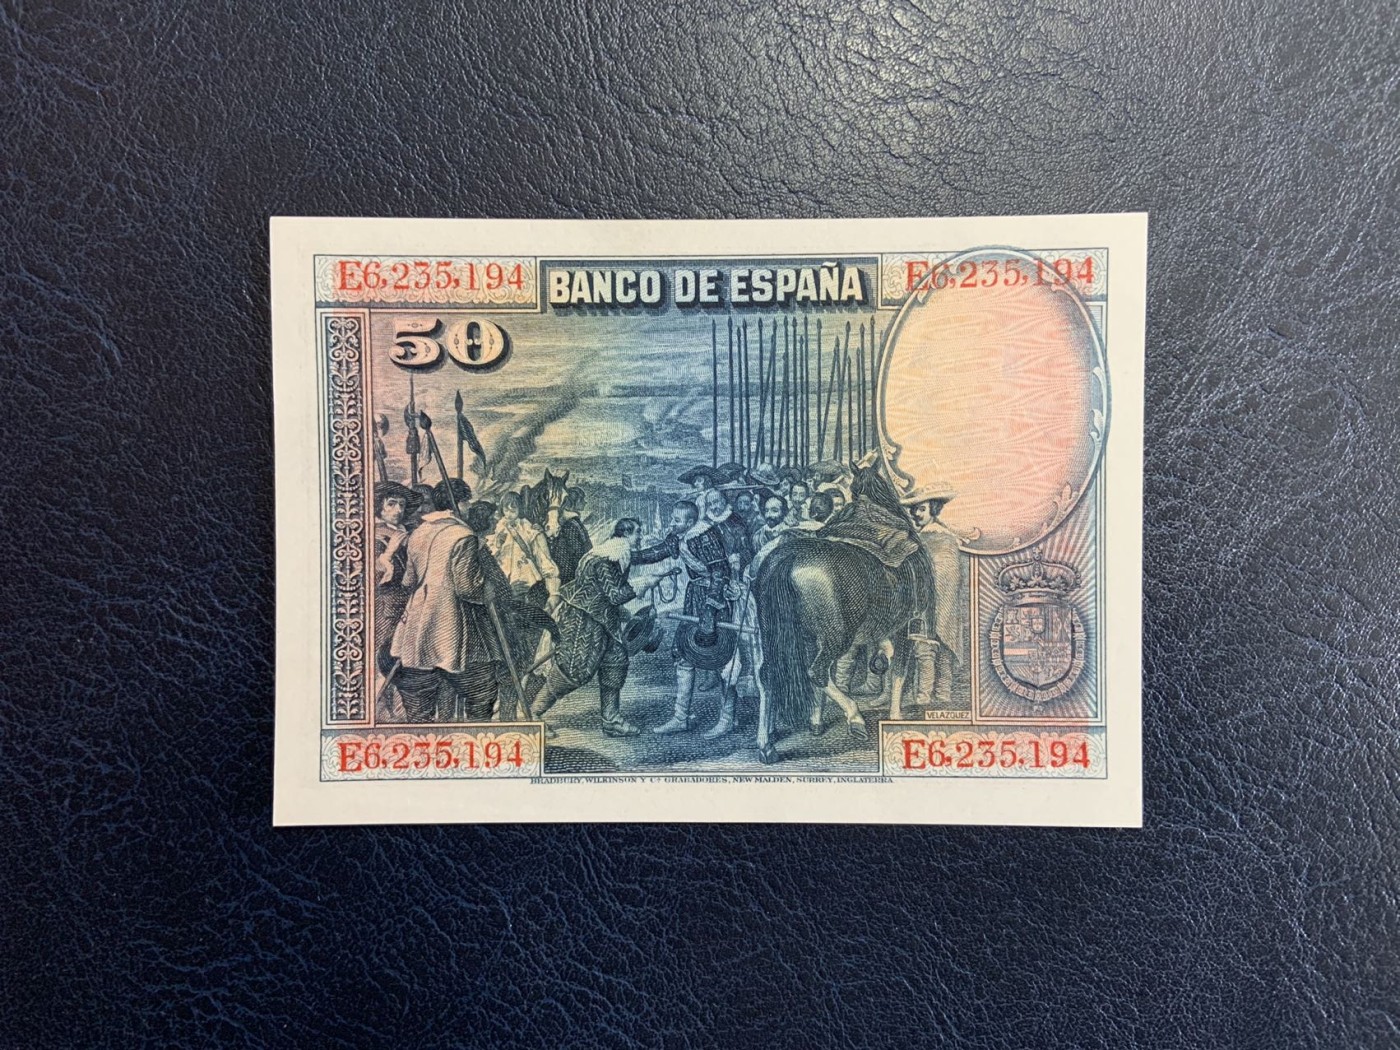 E6,235,194
BANCO DE ESPAÑA
E6,235,194
50
VELAZQUEZ
E6,235,194
E6,235,194
BRADBURY, WILKINSON Y Cª GRABADORES, NEW MALDEN, SURREY, INGLATERRA